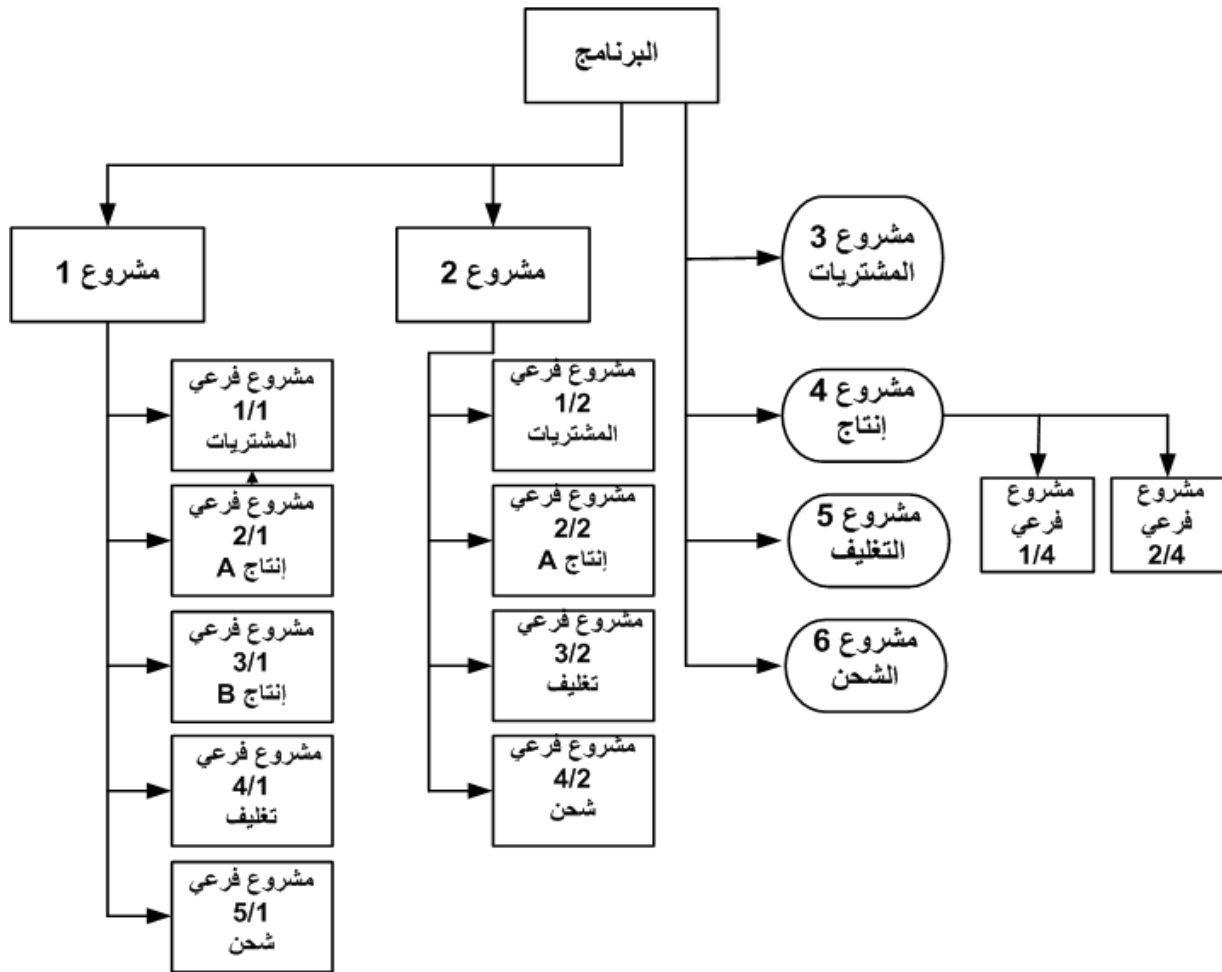 البرنامج
مشروع 1
مشروع 2
مشروع 3
المشتريات
مشروع 4
إنتاج
مشروع 5
التغليف
مشروع 6
الشحن
مشروع فرعي
1/1
المشتريات
مشروع فرعي
2/1
إنتاج A
مشروع فرعي
3/1
إنتاج B
مشروع فرعي
4/1
تغليف
مشروع فرعي
5/1
شحن
مشروع فرعي
1/2
المشتريات
مشروع فرعي
2/2
إنتاج A
مشروع فرعي
3/2
تغليف
مشروع فرعي
4/2
شحن
مشروع
فرعي
1/4
مشروع
فرعي
2/4